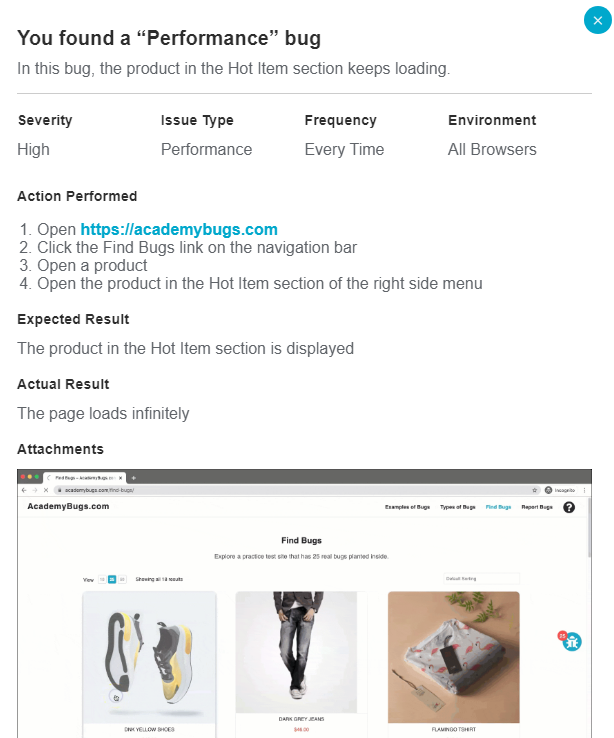 You found a “Performance” bug
In this bug, the product in the Hot Item section keeps loading.
Severity
Issue Type
Frequency
Environment
High
Performance
Every Time
All Browsers
Action Performed
1. Open https://academybugs.com
2. Click the Find Bugs link on the navigation bar
3. Open a product
4. Open the product in the Hot Item section of the right side menu
Expected Result
The product in the Hot Item section is displayed
Actual Result
The page loads infinitely
Attachments
academybugs.com/find-bugs/
Incognito
AcademyBugs.com
Examples of Bugs
Types of Bugs
Find Bugs
Report Bugs
?
Find Bugs
Explore a practice test site that has 25 real bugs planted inside.
View
Showing all 18 results
Default Sorting
DNK YELLOW SHOES
DARK GREY JEANS
FLAMINGO TSHIRT
$46.00